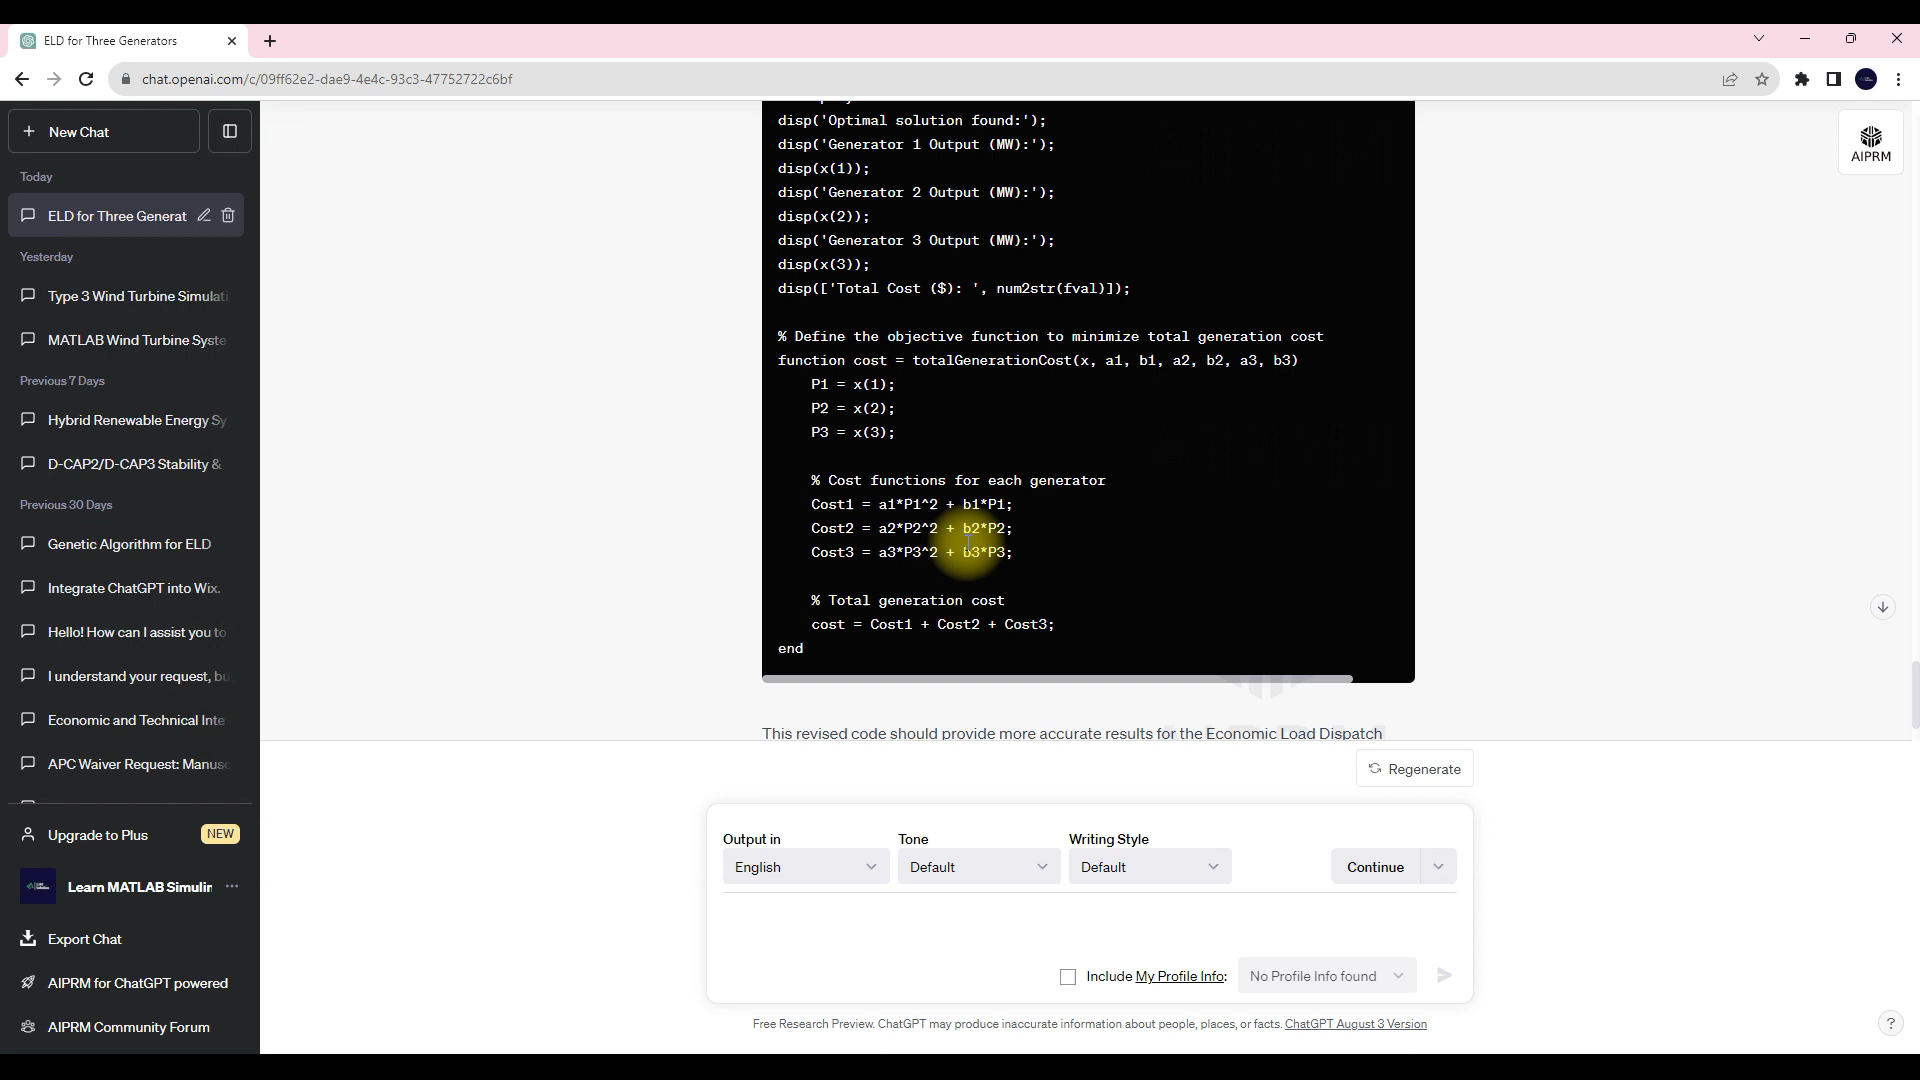 ELD for Three Generators
chat.openai.com/c/09ff62e2-dae9-4e4c-93c3-47752722c6bf
New Chat
Today
ELD for Three Generat
Yesterday
Type 3 Wind Turbine Simulati
MATLAB Wind Turbine Syste
Previous 7 Days
Hybrid Renewable Energy Sy
D-CAP2/D-CAP3 Stability &
Previous 30 Days
Genetic Algorithm for ELD
Integrate ChatGPT into Wix.
Hello! How can I assist you to
I understand your request, bu
Economic and Technical Inte
APC Waiver Request: Manusc
Upgrade to Plus
NEW
Learn MATLAB Simulin
Export Chat
AIPRM for ChatGPT powered
AIPRM Community Forum
disp('Optimal solution found:');
disp('Generator 1 Output (MW):');
disp(x(1));
disp('Generator 2 Output (MW):');
disp(x(2));
disp('Generator 3 Output (MW):');
disp(x(3));
disp(['Total Cost ($): ', num2str(fval)]);
% Define the objective function to minimize total generation cost
function cost = totalGenerationCost(x, a1, b1, a2, b2, a3, b3)
P1 = x(1);
P2 = x(2);
P3 = x(3);
% Cost functions for each generator
Cost1 = a1*P1^2 + b1*P1;
Cost2 = a2*P2^2 + b2*P2;
Cost3 = a3*P3^2 + b3*P3;
% Total generation cost
cost = Cost1 + Cost2 + Cost3;
end
This revised code should provide more accurate results for the Economic Load Dispatch
AIPRM
Regenerate
Output in
Tone
Writing Style
English
Default
Default
Continue
Include My Profile Info:
No Profile Info found
Free Research Preview. ChatGPT may produce inaccurate information about people, places, or facts. ChatGPT August 3 Version
?